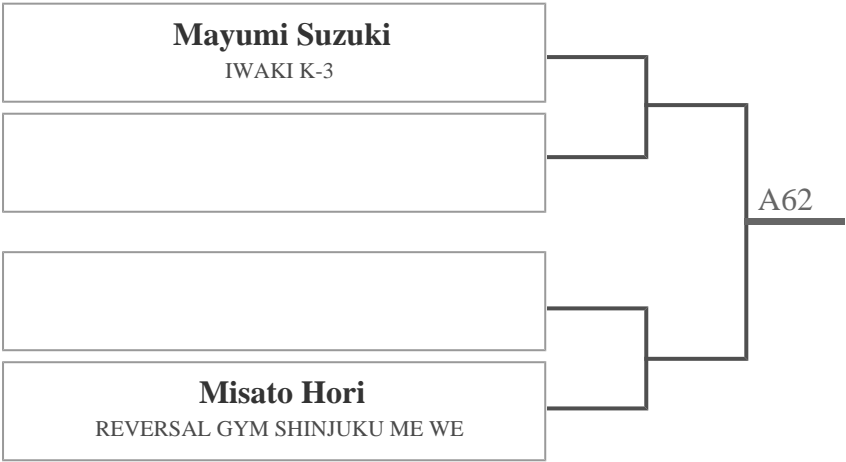 Mayumi Suzuki
IWAKI K-3
A62
Misato Hori
REVERSAL GYM SHINJUKU ME WE